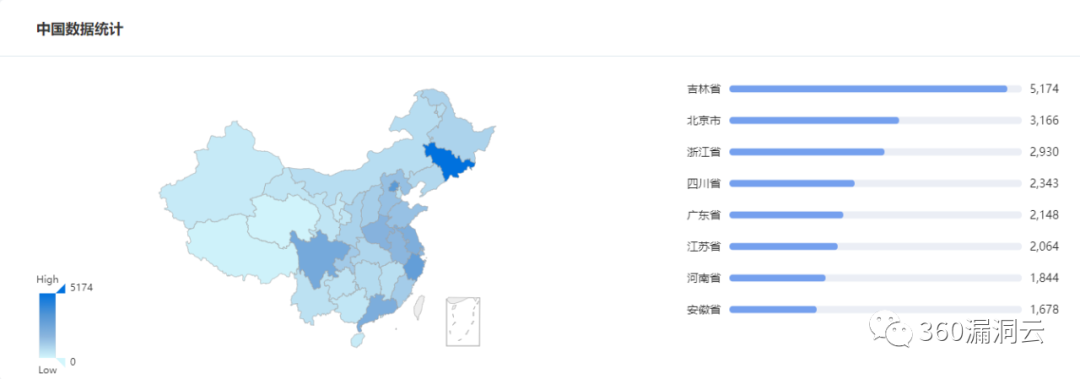 中国数据统计
吉林省 5,174
北京市 3,166
浙江省 2,930
四川省 2,343
广东省 2,148
江苏省 2,064
河南省 1,844
安徽省 1,678
High
5174
0
Low
360漏洞云